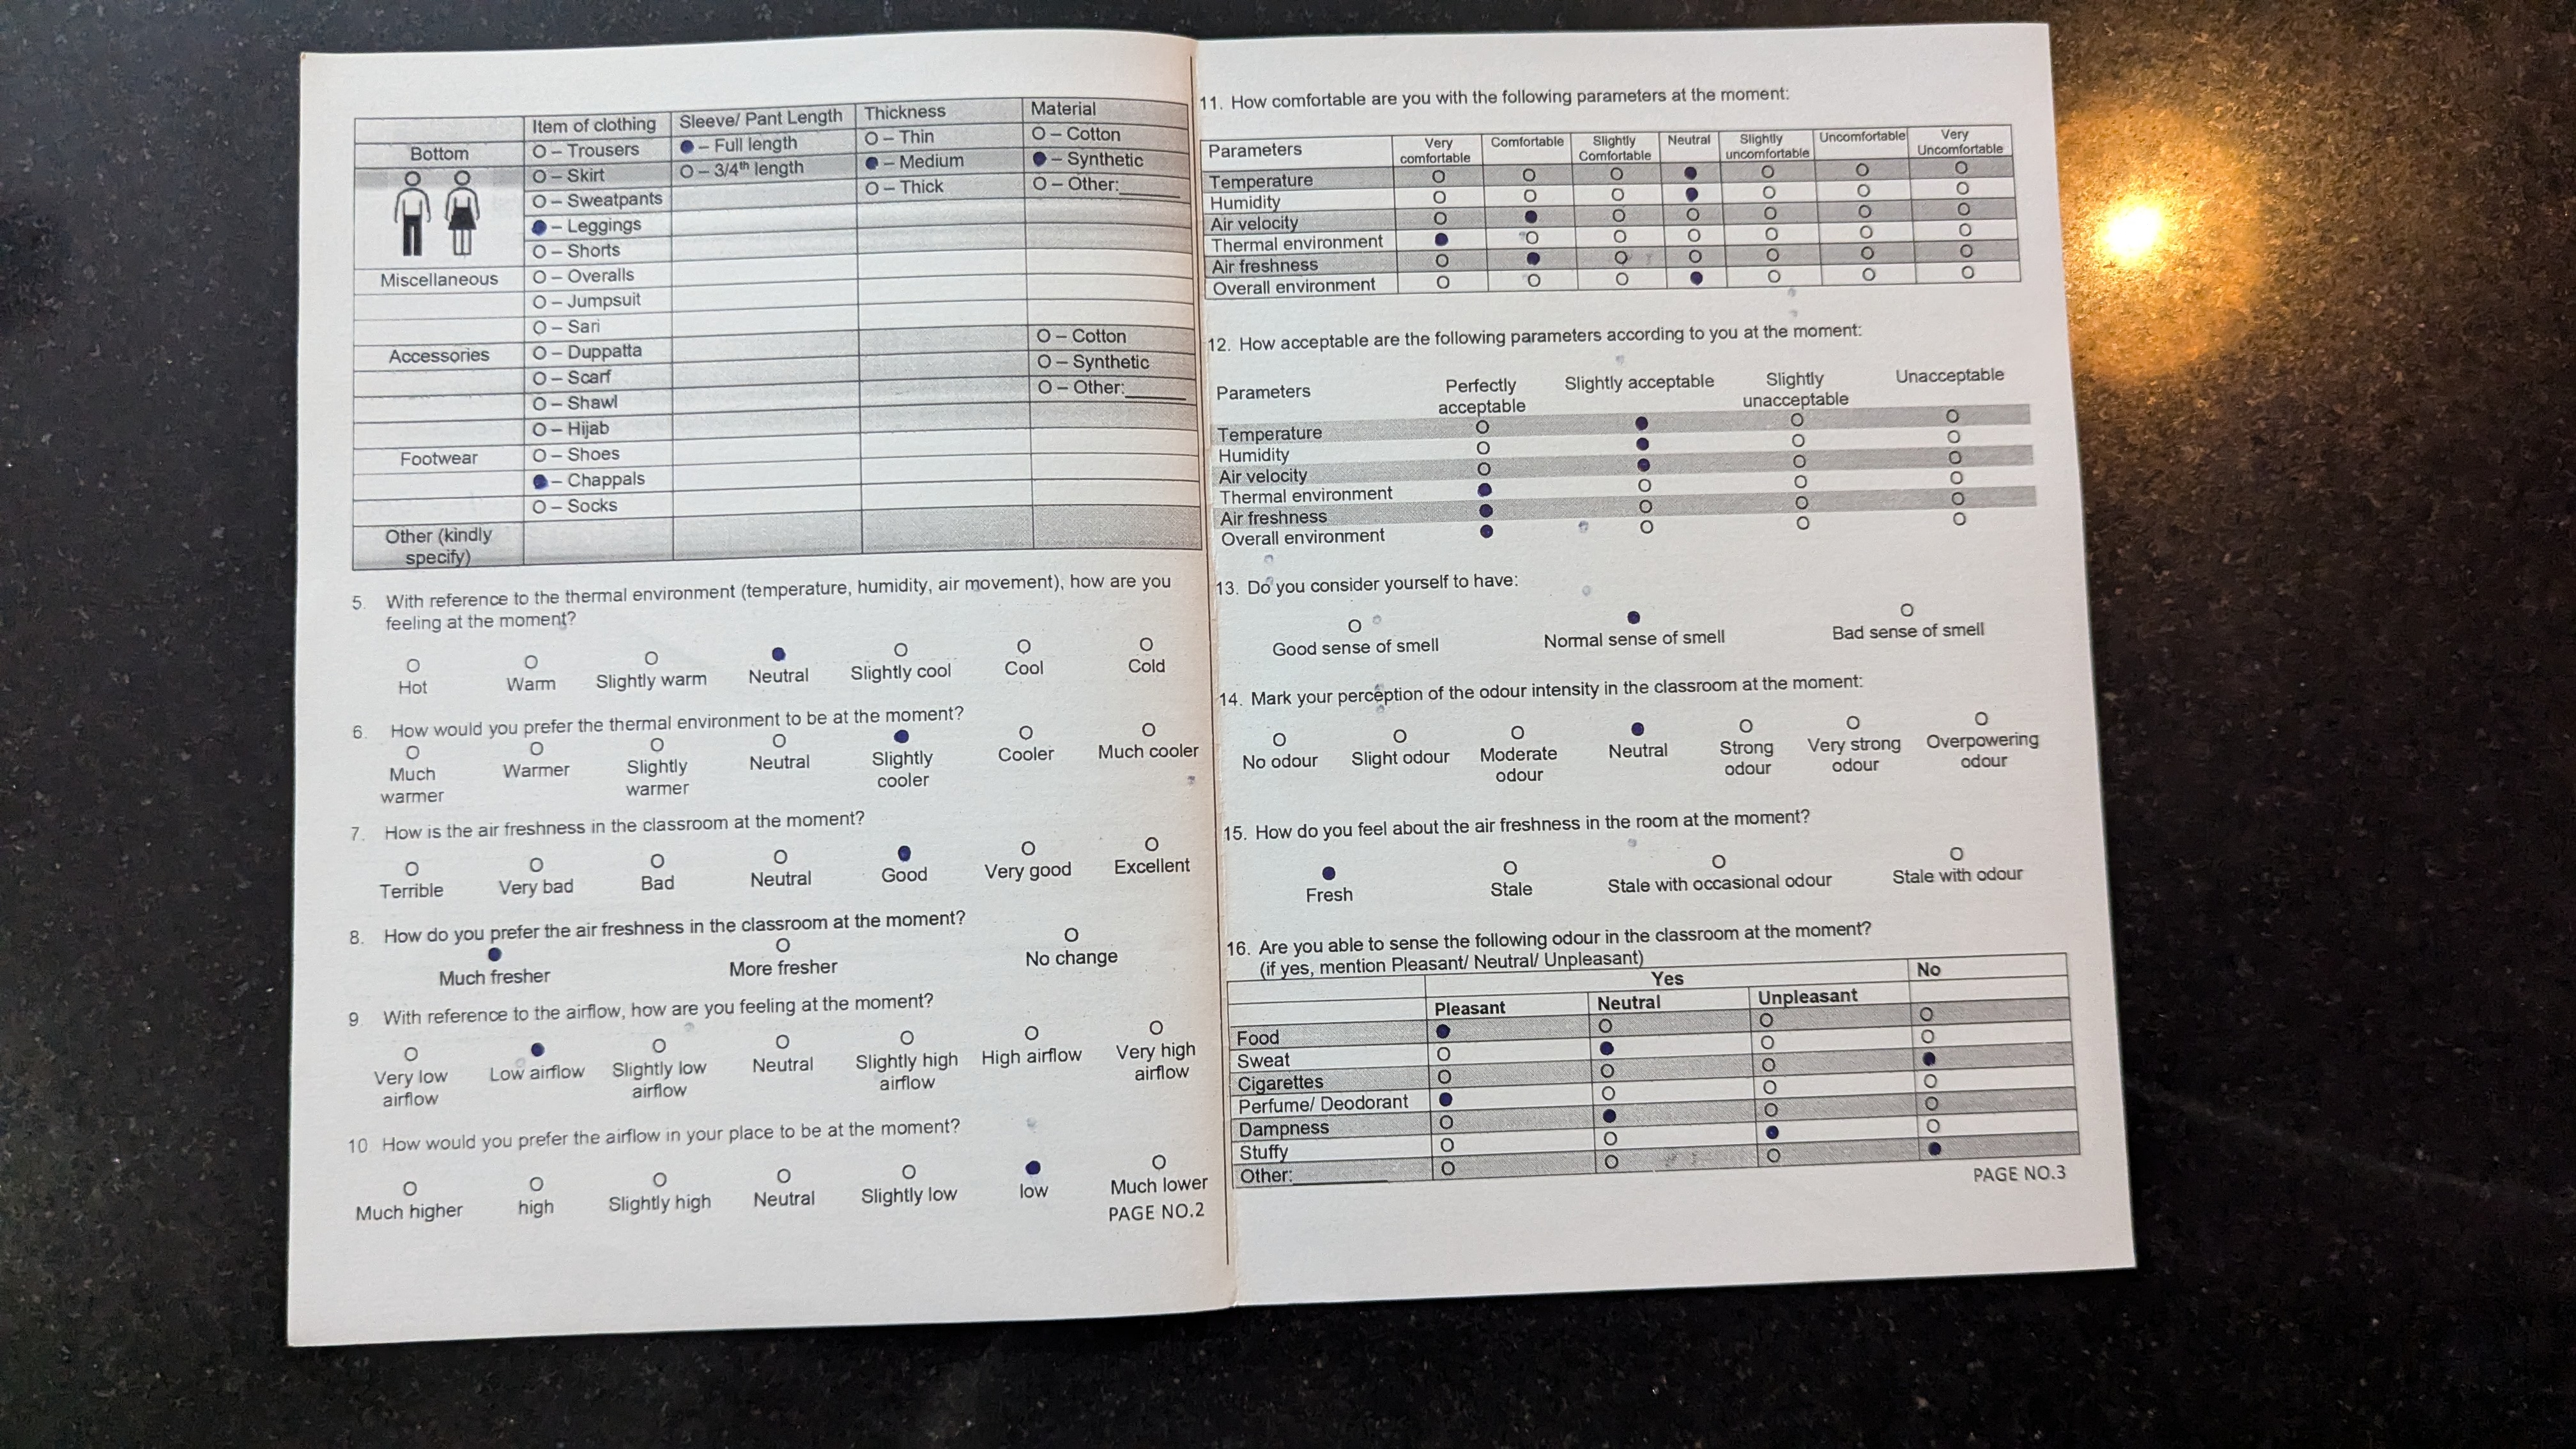 Item of clothing Sleeve/ Pant Length Thickness Material
Bottom O – Trousers ● – Full length O – Thin O – Cotton
O – Skirt O – 3/4th length ● – Medium ● – Synthetic
O – Sweatpants O – Thick O – Other:______
● – Leggings
O – Shorts
Miscellaneous O – Overalls
O – Jumpsuit
O – Sari
Accessories O – Duppatta O – Cotton
O – Scarf O – Synthetic
O – Shawl O – Other:______
O – Hijab
Footwear O – Shoes
● – Chappals
O – Socks
Other (kindly
specify)
5. With reference to the thermal environment (temperature, humidity, air movement), how are you
feeling at the moment?
O O O ● O O O
Hot Warm Slightly warm Neutral Slightly cool Cool Cold
6. How would you prefer the thermal environment to be at the moment?
O O O O ● O O
Much Warmer Slightly Neutral Slightly Cooler Much cooler
warmer warmer cooler
7. How is the air freshness in the classroom at the moment?
O O O O ● O O
Terrible Very bad Bad Neutral Good Very good Excellent
8. How do you prefer the air freshness in the classroom at the moment?
● O O
Much fresher More fresher No change
9 With reference to the airflow, how are you feeling at the moment?
O ● O O O O O
Very low Low airflow Slightly low Neutral Slightly high High airflow Very high
airflow airflow airflow airflow
10 How would you prefer the airflow in your place to be at the moment?
O O O O O ● O
Much higher high Slightly high Neutral Slightly low low Much lower
PAGE NO.2
11. How comfortable are you with the following parameters at the moment:
Parameters Very Comfortable Slightly Neutral Slightly Uncomfortable Very
comfortable Comfortable uncomfortable Uncomfortable
Temperature O O O ● O O O
Humidity O O O ● O O O
Air velocity O ● O O O O O
Thermal environment ● O O O O O O
Air freshness O ● O O O O O
Overall environment O O O ● O O O
12. How acceptable are the following parameters according to you at the moment:
Parameters Perfectly Slightly acceptable Slightly Unacceptable
acceptable unacceptable
Temperature O ● O O
Humidity O ● O O
Air velocity O ● O O
Thermal environment ● O O O
Air freshness ● O O O
Overall environment ● O O O
13. Do you consider yourself to have:
O ● O
Good sense of smell Normal sense of smell Bad sense of smell
14. Mark your perception of the odour intensity in the classroom at the moment:
O O O ● O O O
No odour Slight odour Moderate Neutral Strong Very strong Overpowering
odour odour odour odour
15. How do you feel about the air freshness in the room at the moment?
● O O O
Fresh Stale Stale with occasional odour Stale with odour
16. Are you able to sense the following odour in the classroom at the moment?
(if yes, mention Pleasant/ Neutral/ Unpleasant)
Yes No
Pleasant Neutral Unpleasant
Food ● O O O
Sweat O ● O O
Cigarettes O O O ●
Perfume/ Deodorant ● O O O
Dampness O ● O O
Stuffy O O ● O
Other:__________ O O O ●
PAGE NO.3